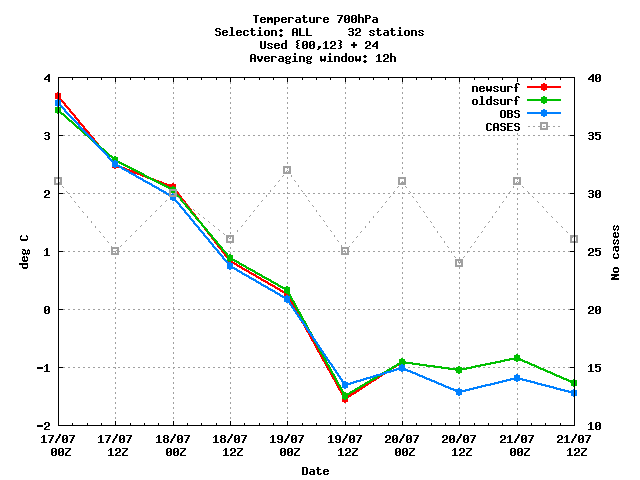 Temperature 700hPa
Selection: ALL     32 stations
Used {00,12} + 24
Averaging window: 12h
4
3
2
1
0
-1
-2
deg C
newsurf
oldsurf
OBS
CASES
40
35
30
25
20
15
10
No cases
17/07 17/07 18/07 18/07 19/07 19/07 20/07 20/07 21/07 21/07
00Z 12Z 00Z 12Z 00Z 12Z 00Z 12Z 00Z 12Z
Date